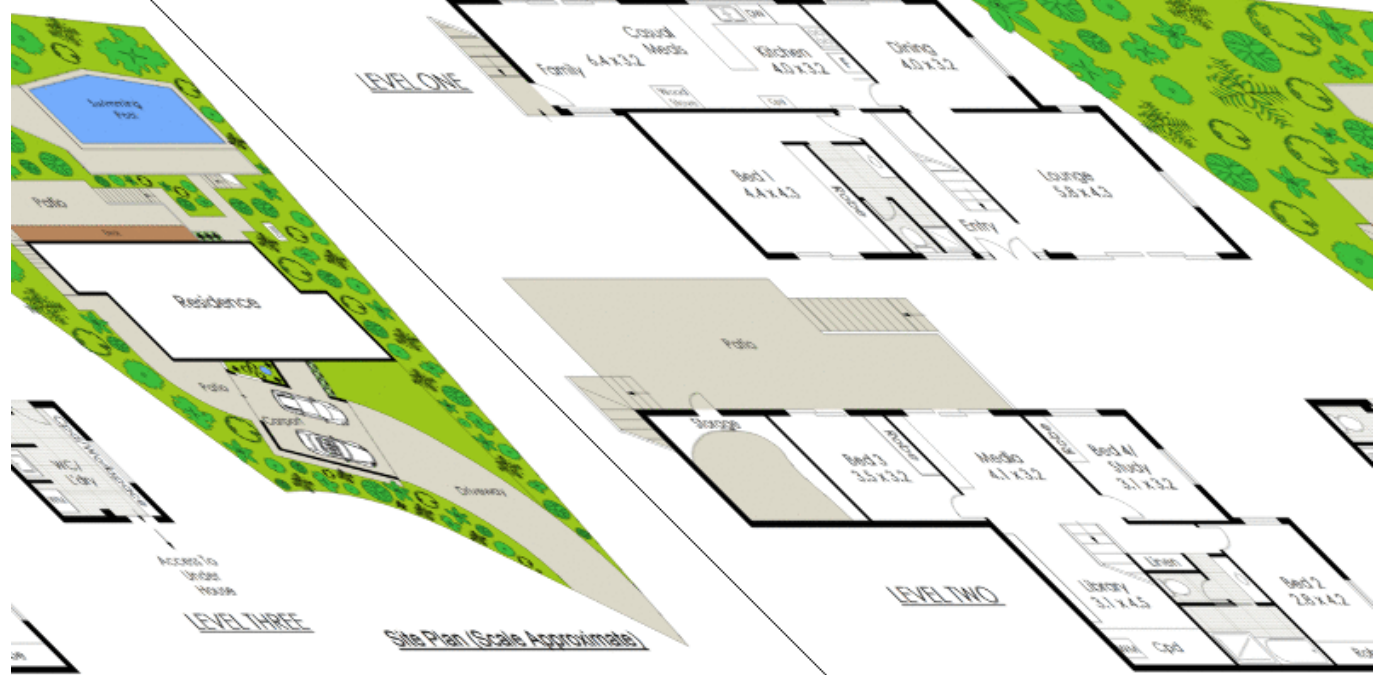 Swimming
Pool
Patio
Residence
Patio
Carport
Driveway
Site Plan (Scale Approximate)
WC/
L'dry
WM
Access To
Under
House
LEVEL THREE
LEVEL ONE
Family
Casual
Meals
6.4 x 3.2
Kitchen
4.0 x 3.2
DW
F
Dining
4.0 x 3.2
Wood
Bed 1
4.4 x 4.3
Robe
Entry
Lounge
5.8 x 4.3
Patio
Storage
Bed 3
3.5 x 3.2
Robe
Media
4.1 x 3.2
Robe
Bed 4/
Study
3.1 x 3.2
LEVEL TWO
Library
3.1 x 4.5
Linen
Bed 2
2.8 x 4.2
WM
Cpd